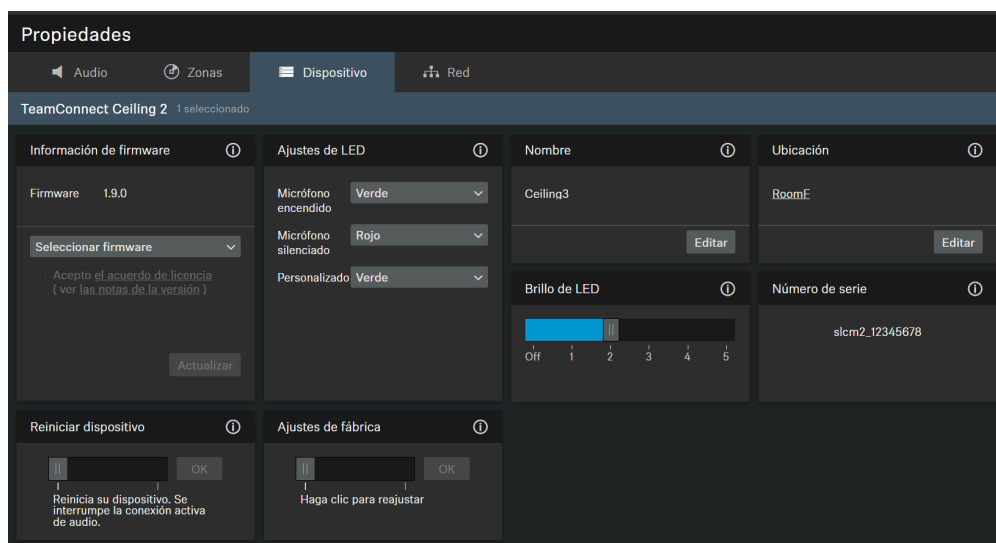 Propiedades
Audio
Zonas
Dispositivo
Red
TeamConnect Ceiling 2 1 seleccionado
Información de firmware
Firmware 1.9.0
Seleccionar firmware
Acepto el acuerdo de licencia
( ver las notas de la versión )
Actualizar
Ajustes de LED
Micrófono
encendido
Verde
Micrófono
silenciado
Rojo
Personalizado Verde
Nombre
Ceiling3
Editar
Ubicación
RoomF
Editar
Brillo de LED
Off 1 2 3 4 5
Número de serie
slcm2_12345678
Reiniciar dispositivo
OK
Reinicia su dispositivo. Se
interrumpe la conexión activa
de audio.
Ajustes de fábrica
OK
Haga clic para reajustar